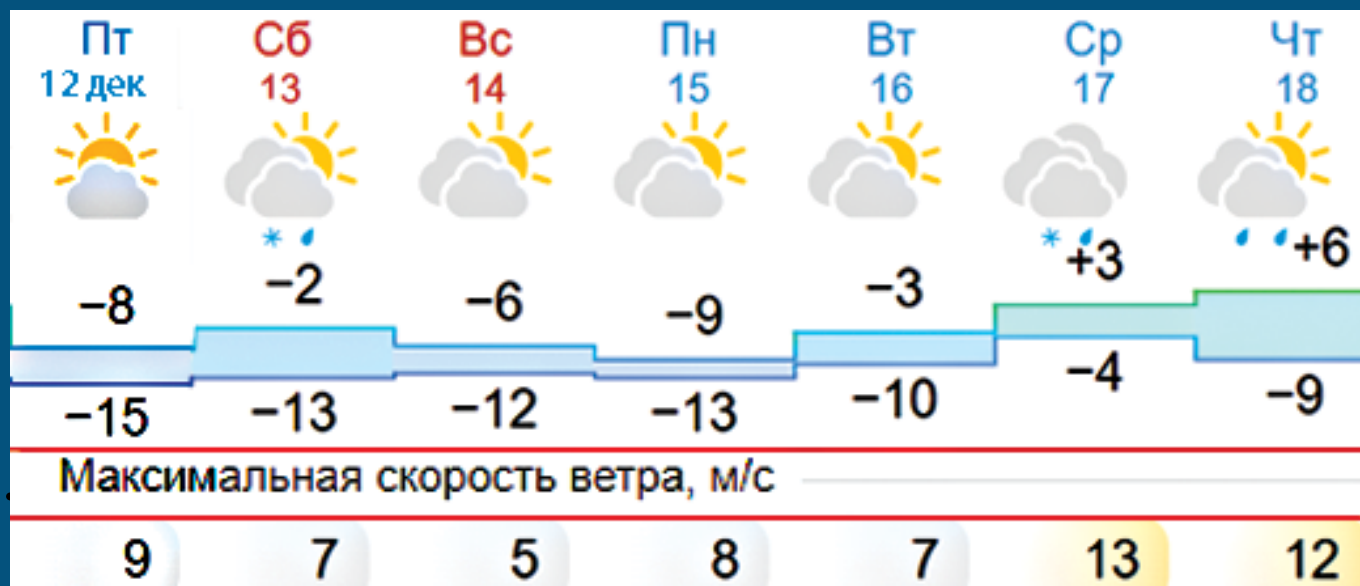 Пт Сб Вс Пн Вт Ср Чт
12 дек 13 14 15 16 17 18
−8 −2 −6 −9 −3 +3 +6
−15 −13 −12 −13 −10 −4 −9
Максимальная скорость ветра, м/с
9 7 5 8 7 13 12